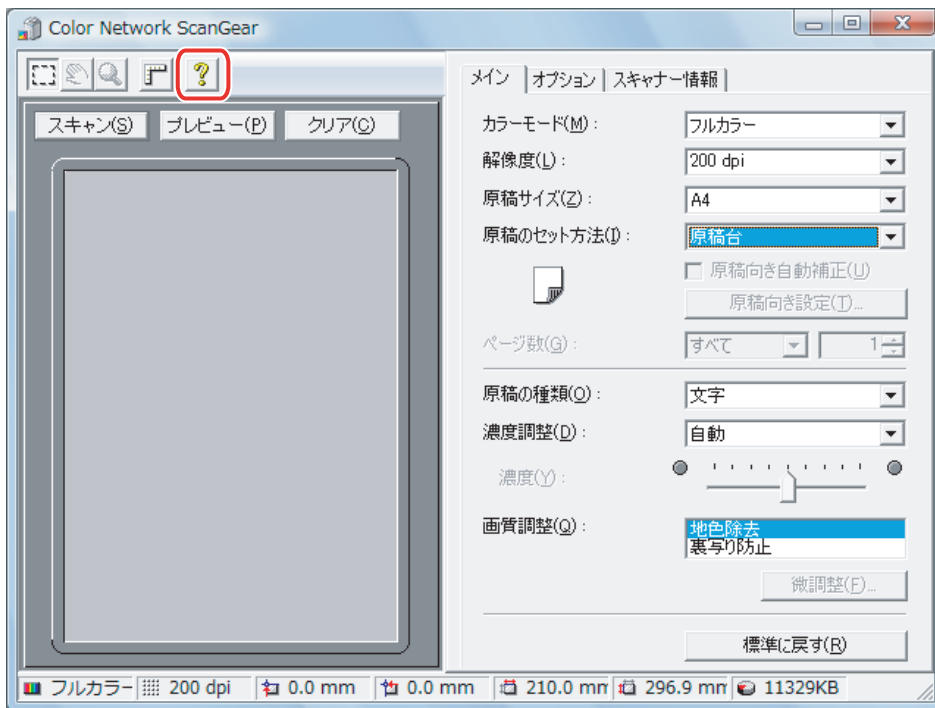 Color Network ScanGear
?
スキャン(S) プレビュー(P) クリア(C)
メイン オプション スキャナー情報
カラーモード(M): フルカラー
解像度(L): 200 dpi
原稿サイズ(Z): A4
原稿のセット方法(I): 原稿台
原稿向き自動補正(U)
原稿向き設定(T)...
ページ数(G): すべて 1
原稿の種類(O): 文字
濃度調整(D): 自動
濃度(Y):
画質調整(Q): 地色除去
裏写り防止
微調整(F)...
標準に戻す(R)
フルカラー 200 dpi 0.0 mm 0.0 mm 210.0 mm 296.9 mm 11329KB